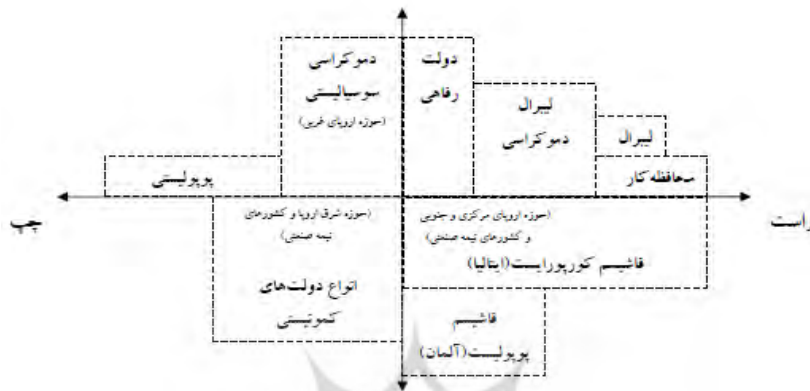 دموکراسی
سوسیالیستی
(حوزه اروپای غربی)
دولت
رفاهی
لیبرال
دموکراسی
لیبرال
محافظه‌کار
پوپولیستی
راست
چپ
(حوزه اروپای مرکزی و جنوبی
و کشورهای نیمه صنعتی)
فاشیسم کورپورایست(ایتالیا)
(حوزه شرق اروپا و کشورهای
نیمه صنعتی)
انواع دولت‌های
کمونیستی
فاشیسم
پوپولیست(آلمان)